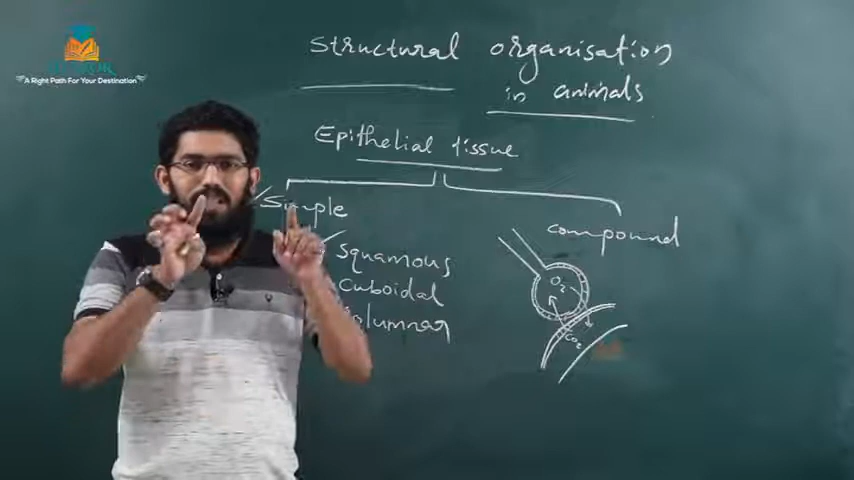 A Right Path For Your Destination
Structural organisation
in animals
Epithelial tissue
Simple
compound
Squamous
Cuboidal
Columnar
O2
CO2